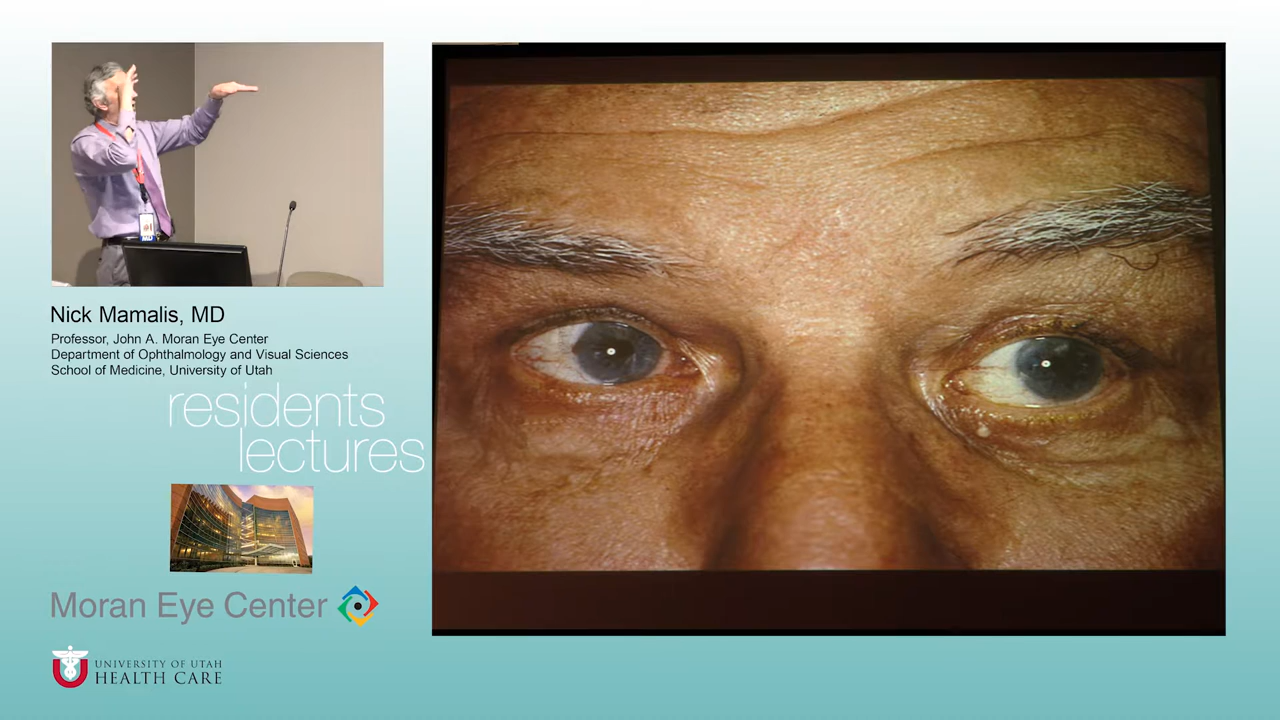 Nick Mamalis, MD
Professor, John A. Moran Eye Center
Department of Ophthalmology and Visual Sciences
School of Medicine, University of Utah
residents
lectures
Moran Eye Center
UNIVERSITY OF UTAH
HEALTH CARE